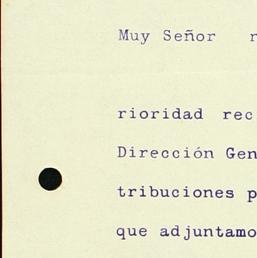 Muy Señor
rioridad rec
Dirección Gen
tribuciones p
que adjuntamo